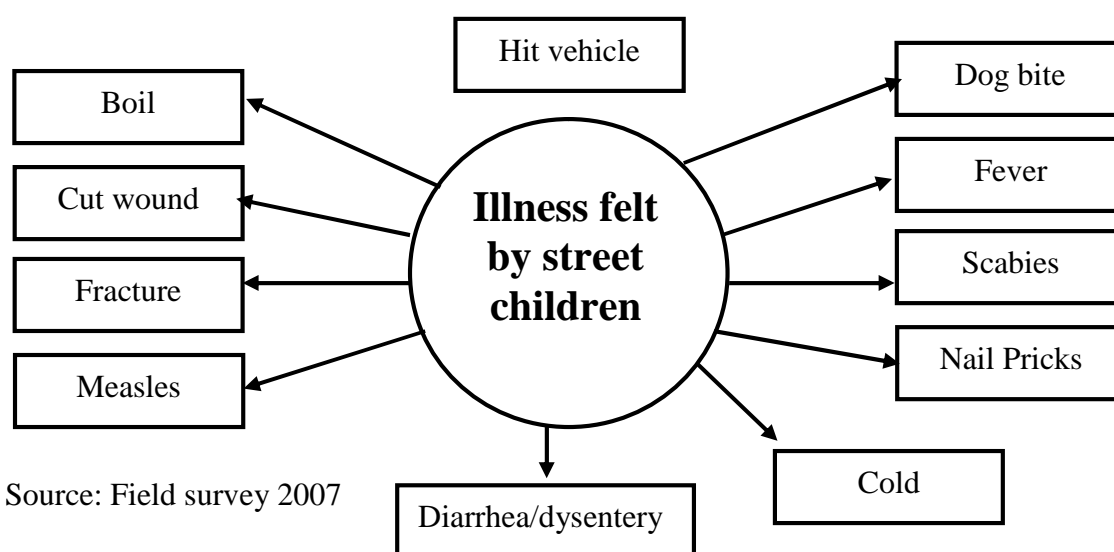 Hit vehicle
Dog bite
Boil
Fever
Cut wound
Illness felt
by street
children
Scabies
Fracture
Nail Pricks
Measles
Cold
Source: Field survey 2007
Diarrhea/dysentery